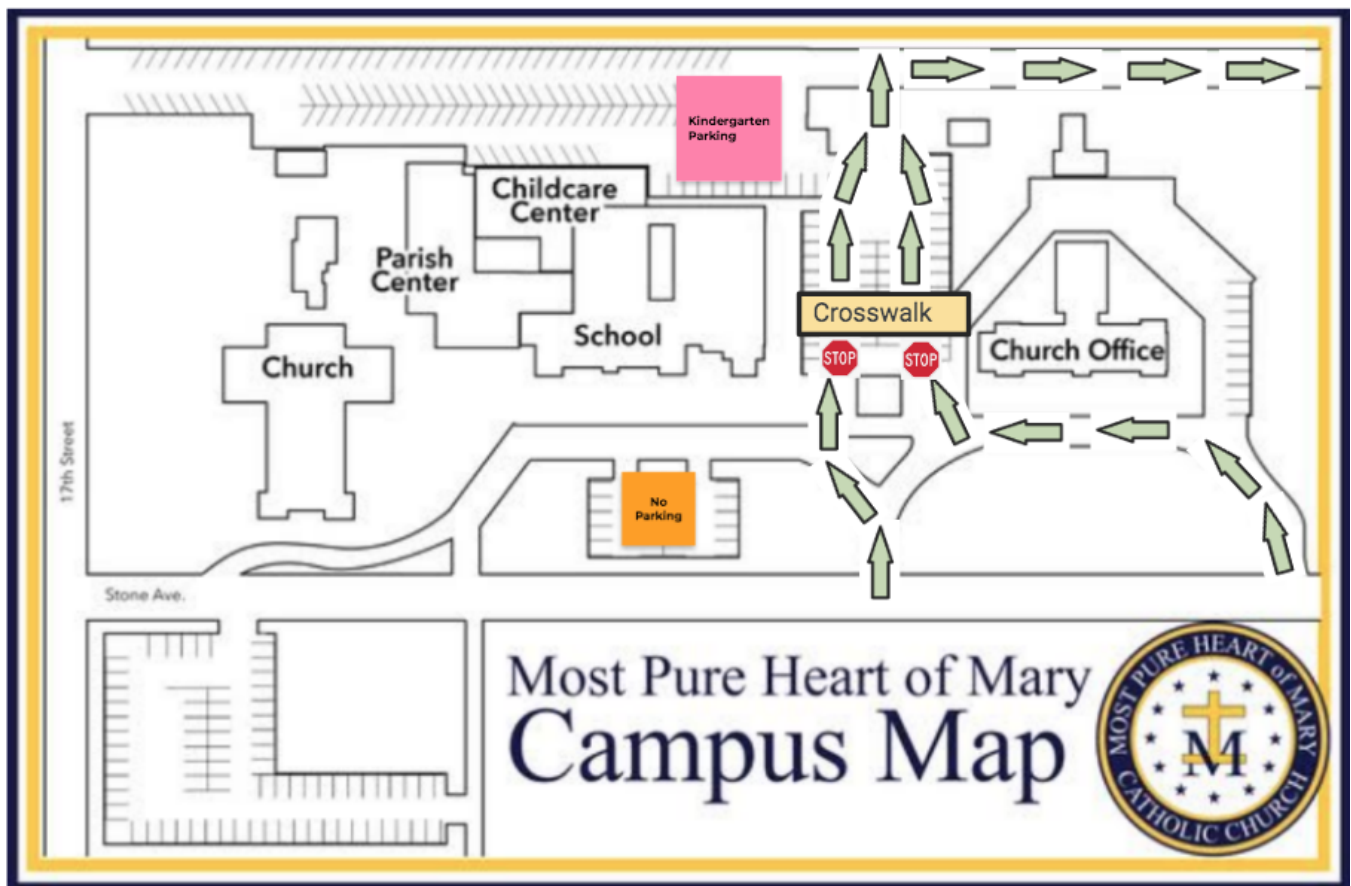 Kindergarten
Parking
Childcare
Center
Parish
Center
School
Crosswalk
STOP
STOP
Church Office
Church
17th Street
No
Parking
Stone Ave.
Most Pure Heart of Mary
Campus Map
MOST PURE HEART of MARY
M
CATHOLIC CHURCH